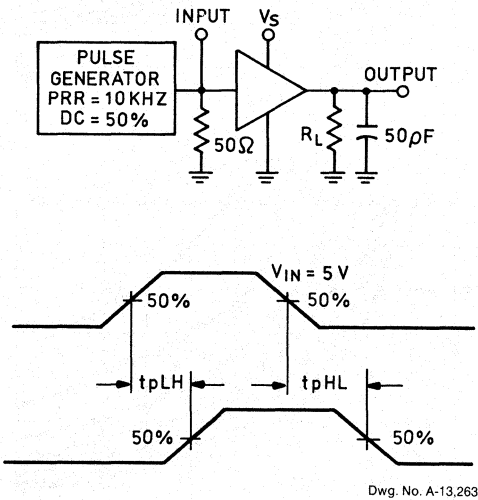 INPUT
VS
PULSE
GENERATOR
PRR = 10 KHZ
DC = 50%
50Ω
RL
50ρF
OUTPUT
VIN = 5 V
50%
50%
tpLH
tpHL
50%
50%
Dwg. No. A-13,263